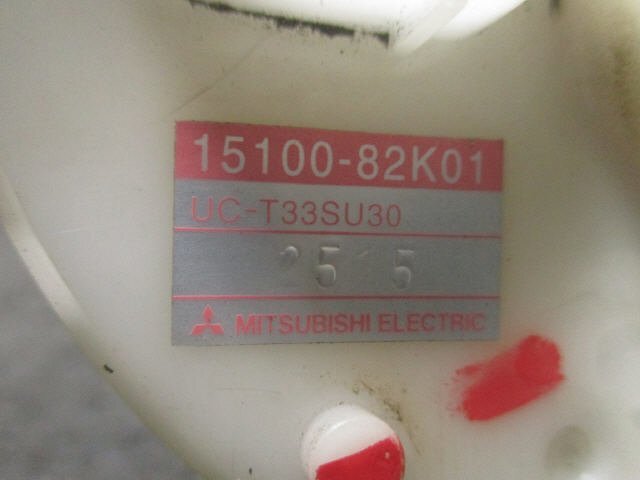 15100-82K01
UC-T33SU30
2515
MITSUBISHI ELECTRIC